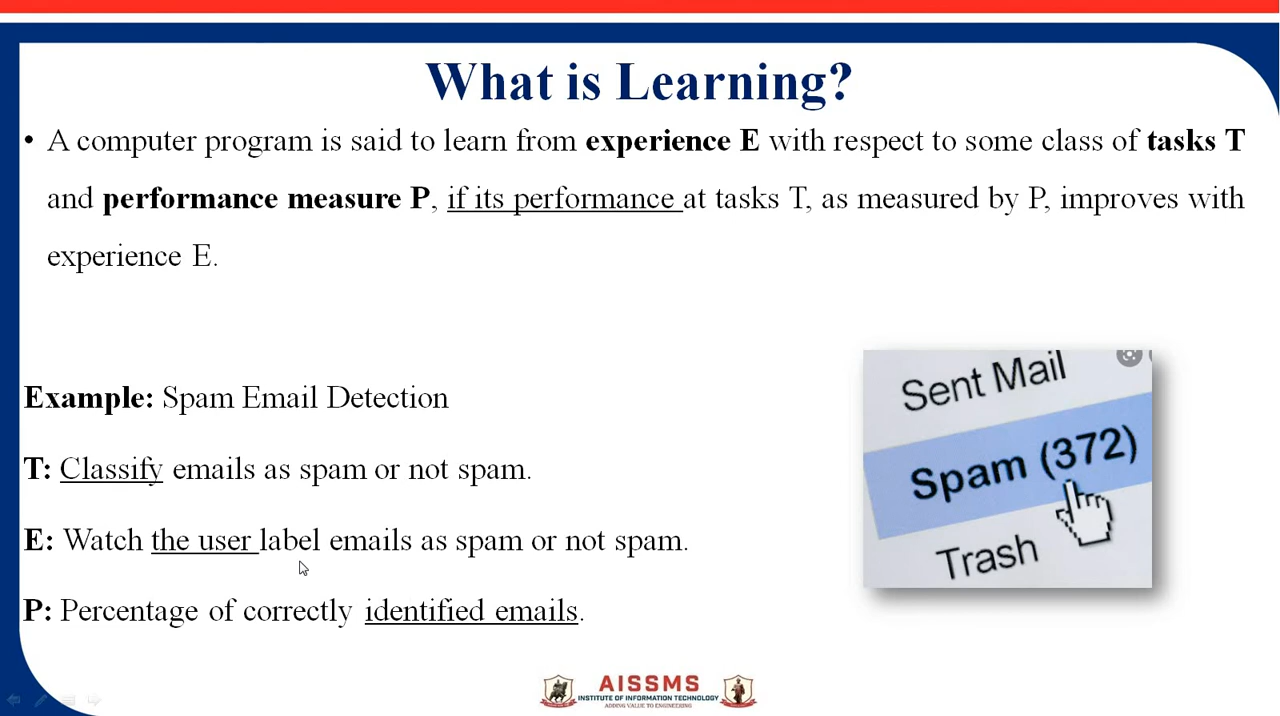 What is Learning?
• A computer program is said to learn from experience E with respect to some class of tasks T
and performance measure P, if its performance at tasks T, as measured by P, improves with
experience E.
Example: Spam Email Detection
T: Classify emails as spam or not spam.
E: Watch the user label emails as spam or not spam.
P: Percentage of correctly identified emails.
Sent Mail
Spam (372)
Trash
AISSMS
INSTITUTE OF INFORMATION TECHNOLOGY
ADDING VALUE TO ENGINEERING